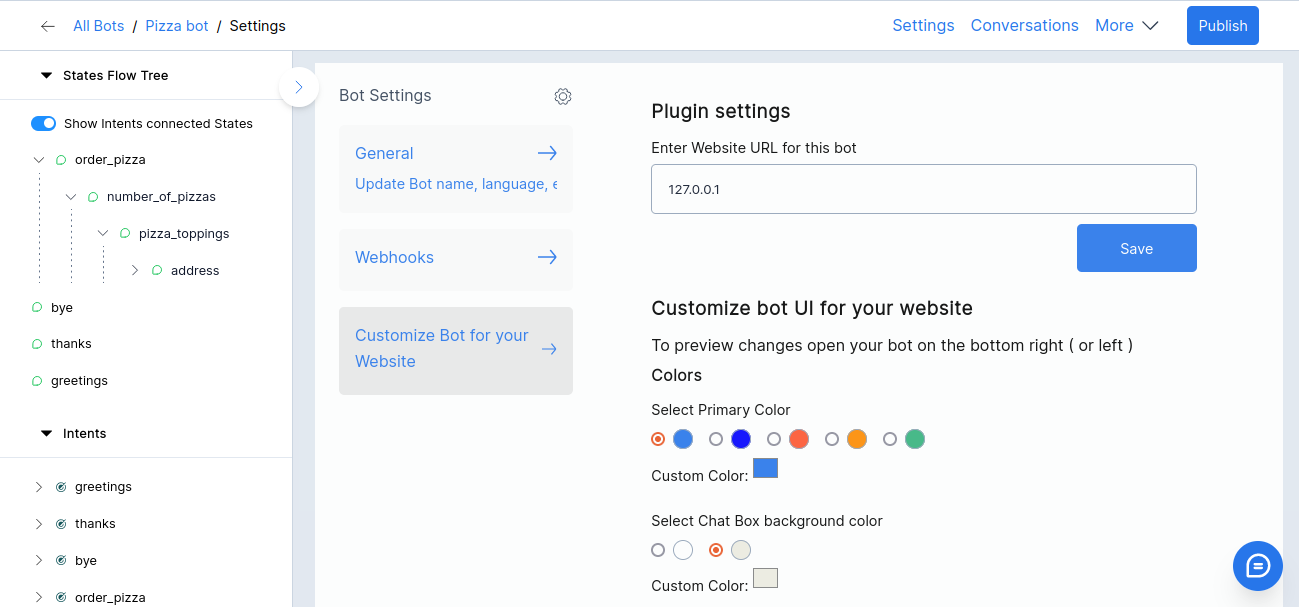 All Bots / Pizza bot / Settings
Settings Conversations More Publish
States Flow Tree
Show Intents connected States
order_pizza
number_of_pizzas
pizza_toppings
address
bye
thanks
greetings
Intents
greetings
thanks
bye
order_pizza
Bot Settings
General
Update Bot name, language, e
Webhooks
Customize Bot for your
Website
Plugin settings
Enter Website URL for this bot
127.0.0.1
Save
Customize bot UI for your website
To preview changes open your bot on the bottom right ( or left )
Colors
Select Primary Color
Custom Color:
Select Chat Box background color
Custom Color: